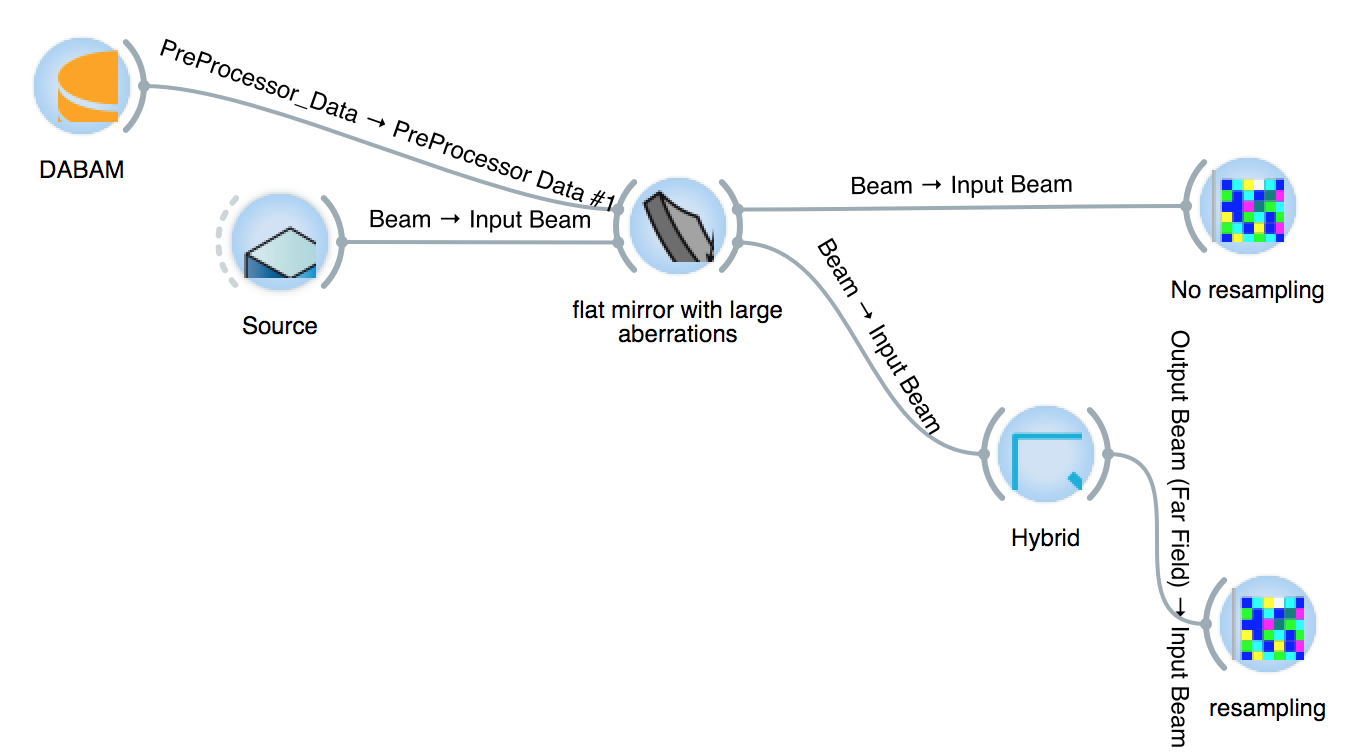 PreProcessor_Data → PreProcessor Data #1
DABAM
Beam → Input Beam
Source
flat mirror with large
aberrations
Beam → Input Beam
No resampling
Beam → Input Beam
Hybrid
Output Beam (Far Field) → Input Beam
resampling